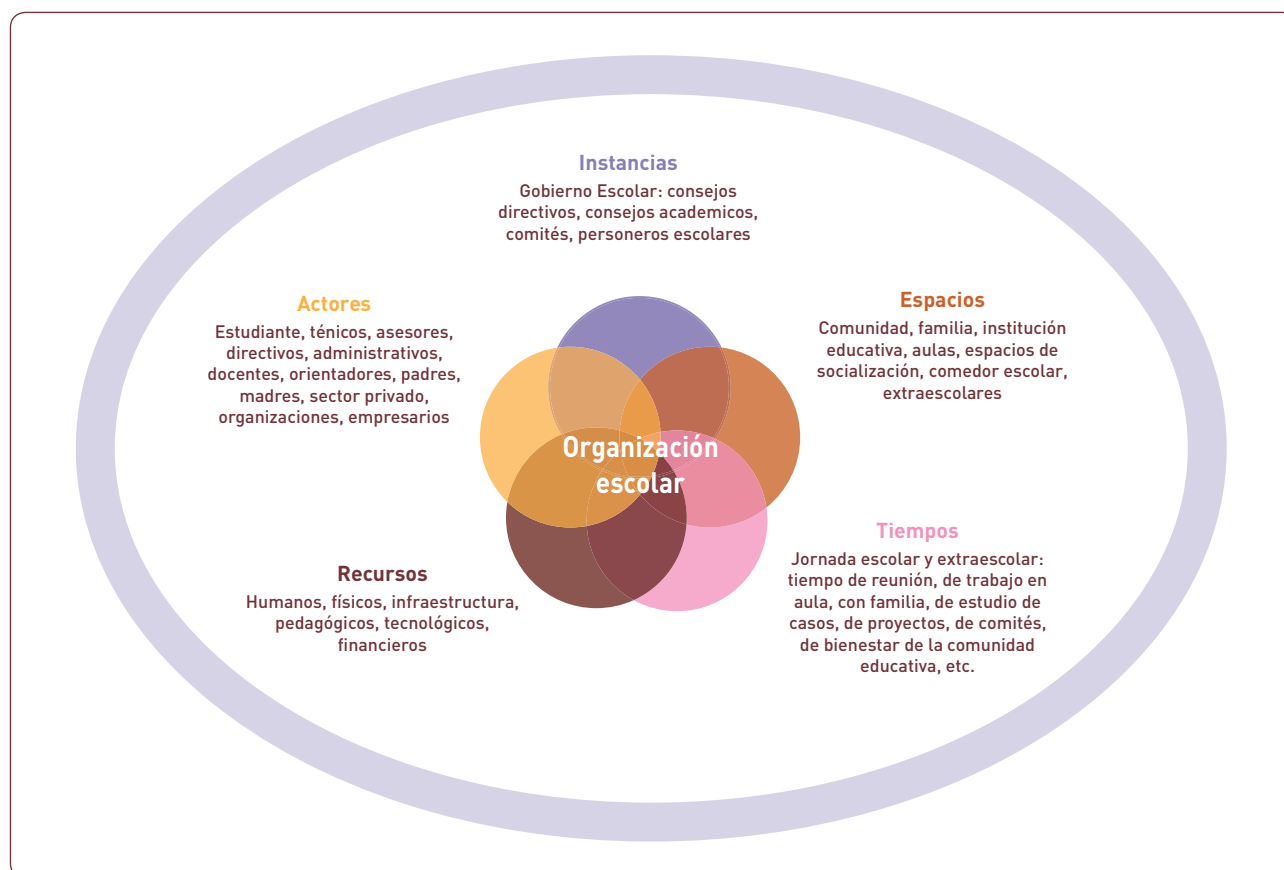 Instancias
Gobierno Escolar: consejos
directivos, consejos academicos,
comités, personeros escolares
Actores
Estudiante, ténicos, asesores,
directivos, administrativos,
docentes, orientadores, padres,
madres, sector privado,
organizaciones, empresarios
Espacios
Comunidad, familia, institución
educativa, aulas, espacios de
socialización, comedor escolar,
extraescolares
Organización
escolar
Recursos
Humanos, físicos, infraestructura,
pedagógicos, tecnológicos,
financieros
Tiempos
Jornada escolar y extraescolar:
tiempo de reunión, de trabajo en
aula, con familia, de estudio de
casos, de proyectos, de comités,
de bienestar de la comunidad
educativa, etc.